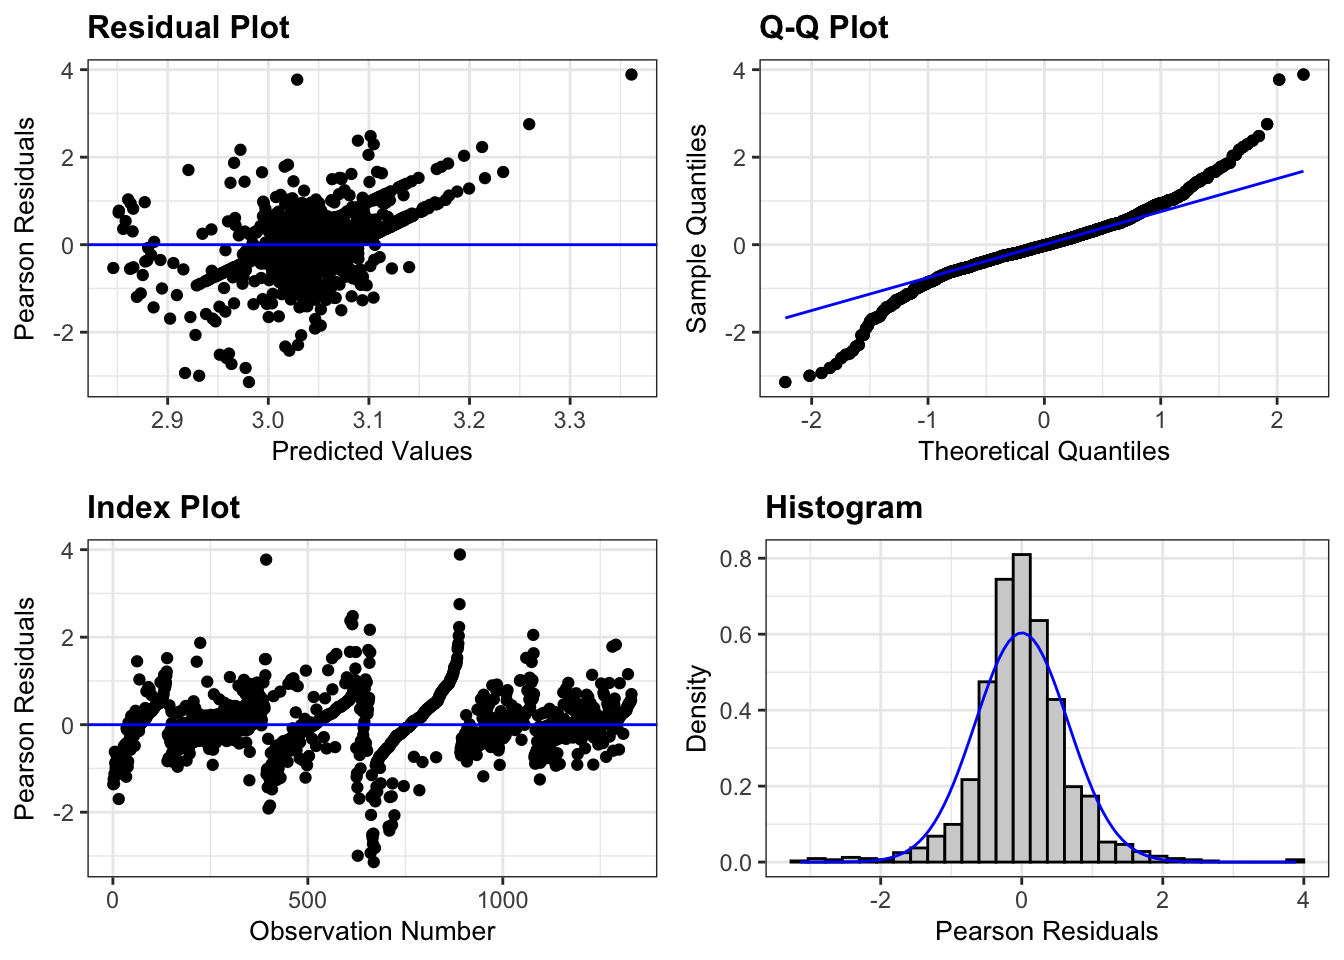 Residual Plot
4
2
0
-2
2.9 3.0 3.1 3.2 3.3
Predicted Values
Pearson Residuals
Q-Q Plot
4
2
0
-2
-2 -1 0 1 2
Theoretical Quantiles
Sample Quantiles
Index Plot
4
2
0
-2
0 500 1000
Observation Number
Pearson Residuals
Histogram
0.8
0.6
0.4
0.2
0.0
-2 0 2 4
Pearson Residuals
Density